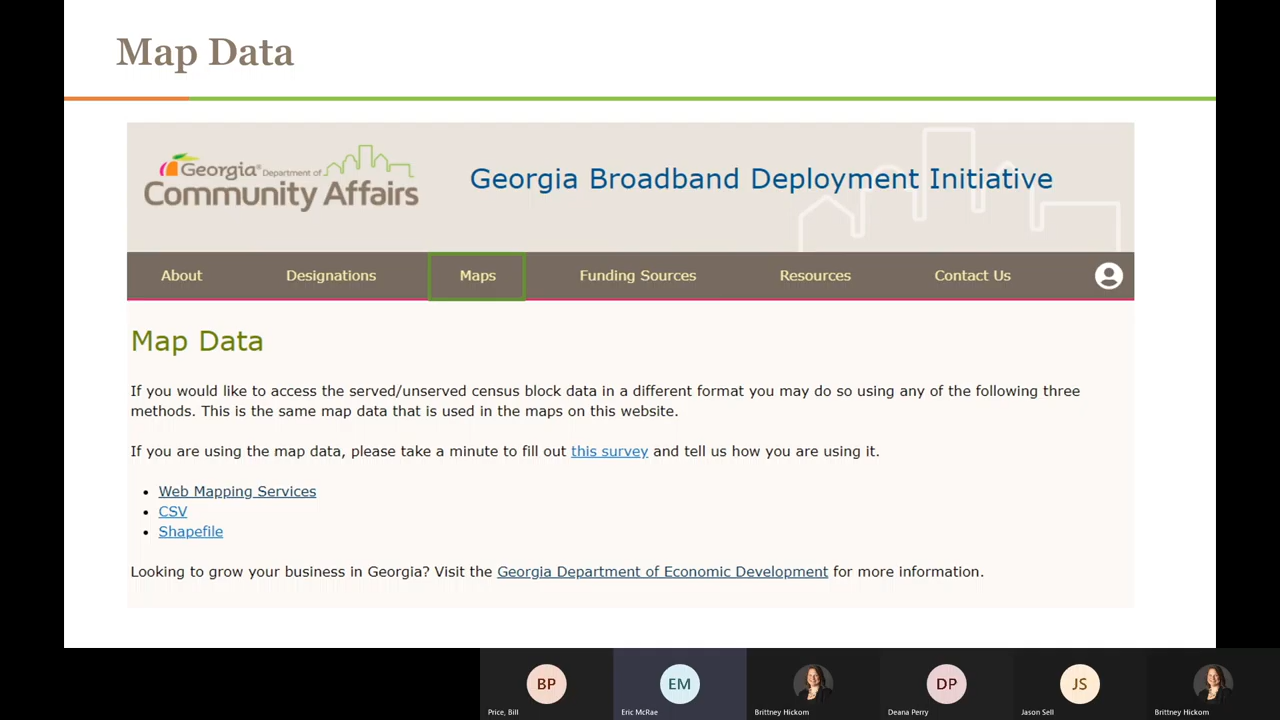 Map Data
Georgia® Department of
Community Affairs
Georgia Broadband Deployment Initiative
About Designations Maps Funding Sources Resources Contact Us
Map Data
If you would like to access the served/unserved census block data in a different format you may do so using any of the following three
methods. This is the same map data that is used in the maps on this website.
If you are using the map data, please take a minute to fill out this survey and tell us how you are using it.
• Web Mapping Services
• CSV
• Shapefile
Looking to grow your business in Georgia? Visit the Georgia Department of Economic Development for more information.
BP EM DP JS
Price, Bill Eric McRae Brittney Hickom Deana Perry Jason Sell Brittney Hickom